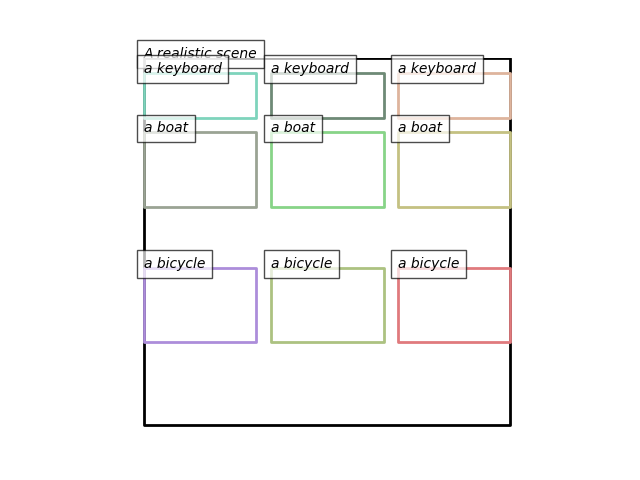 A realistic scene
a keyboard a keyboard a keyboard
a boat a boat a boat
a bicycle a bicycle a bicycle